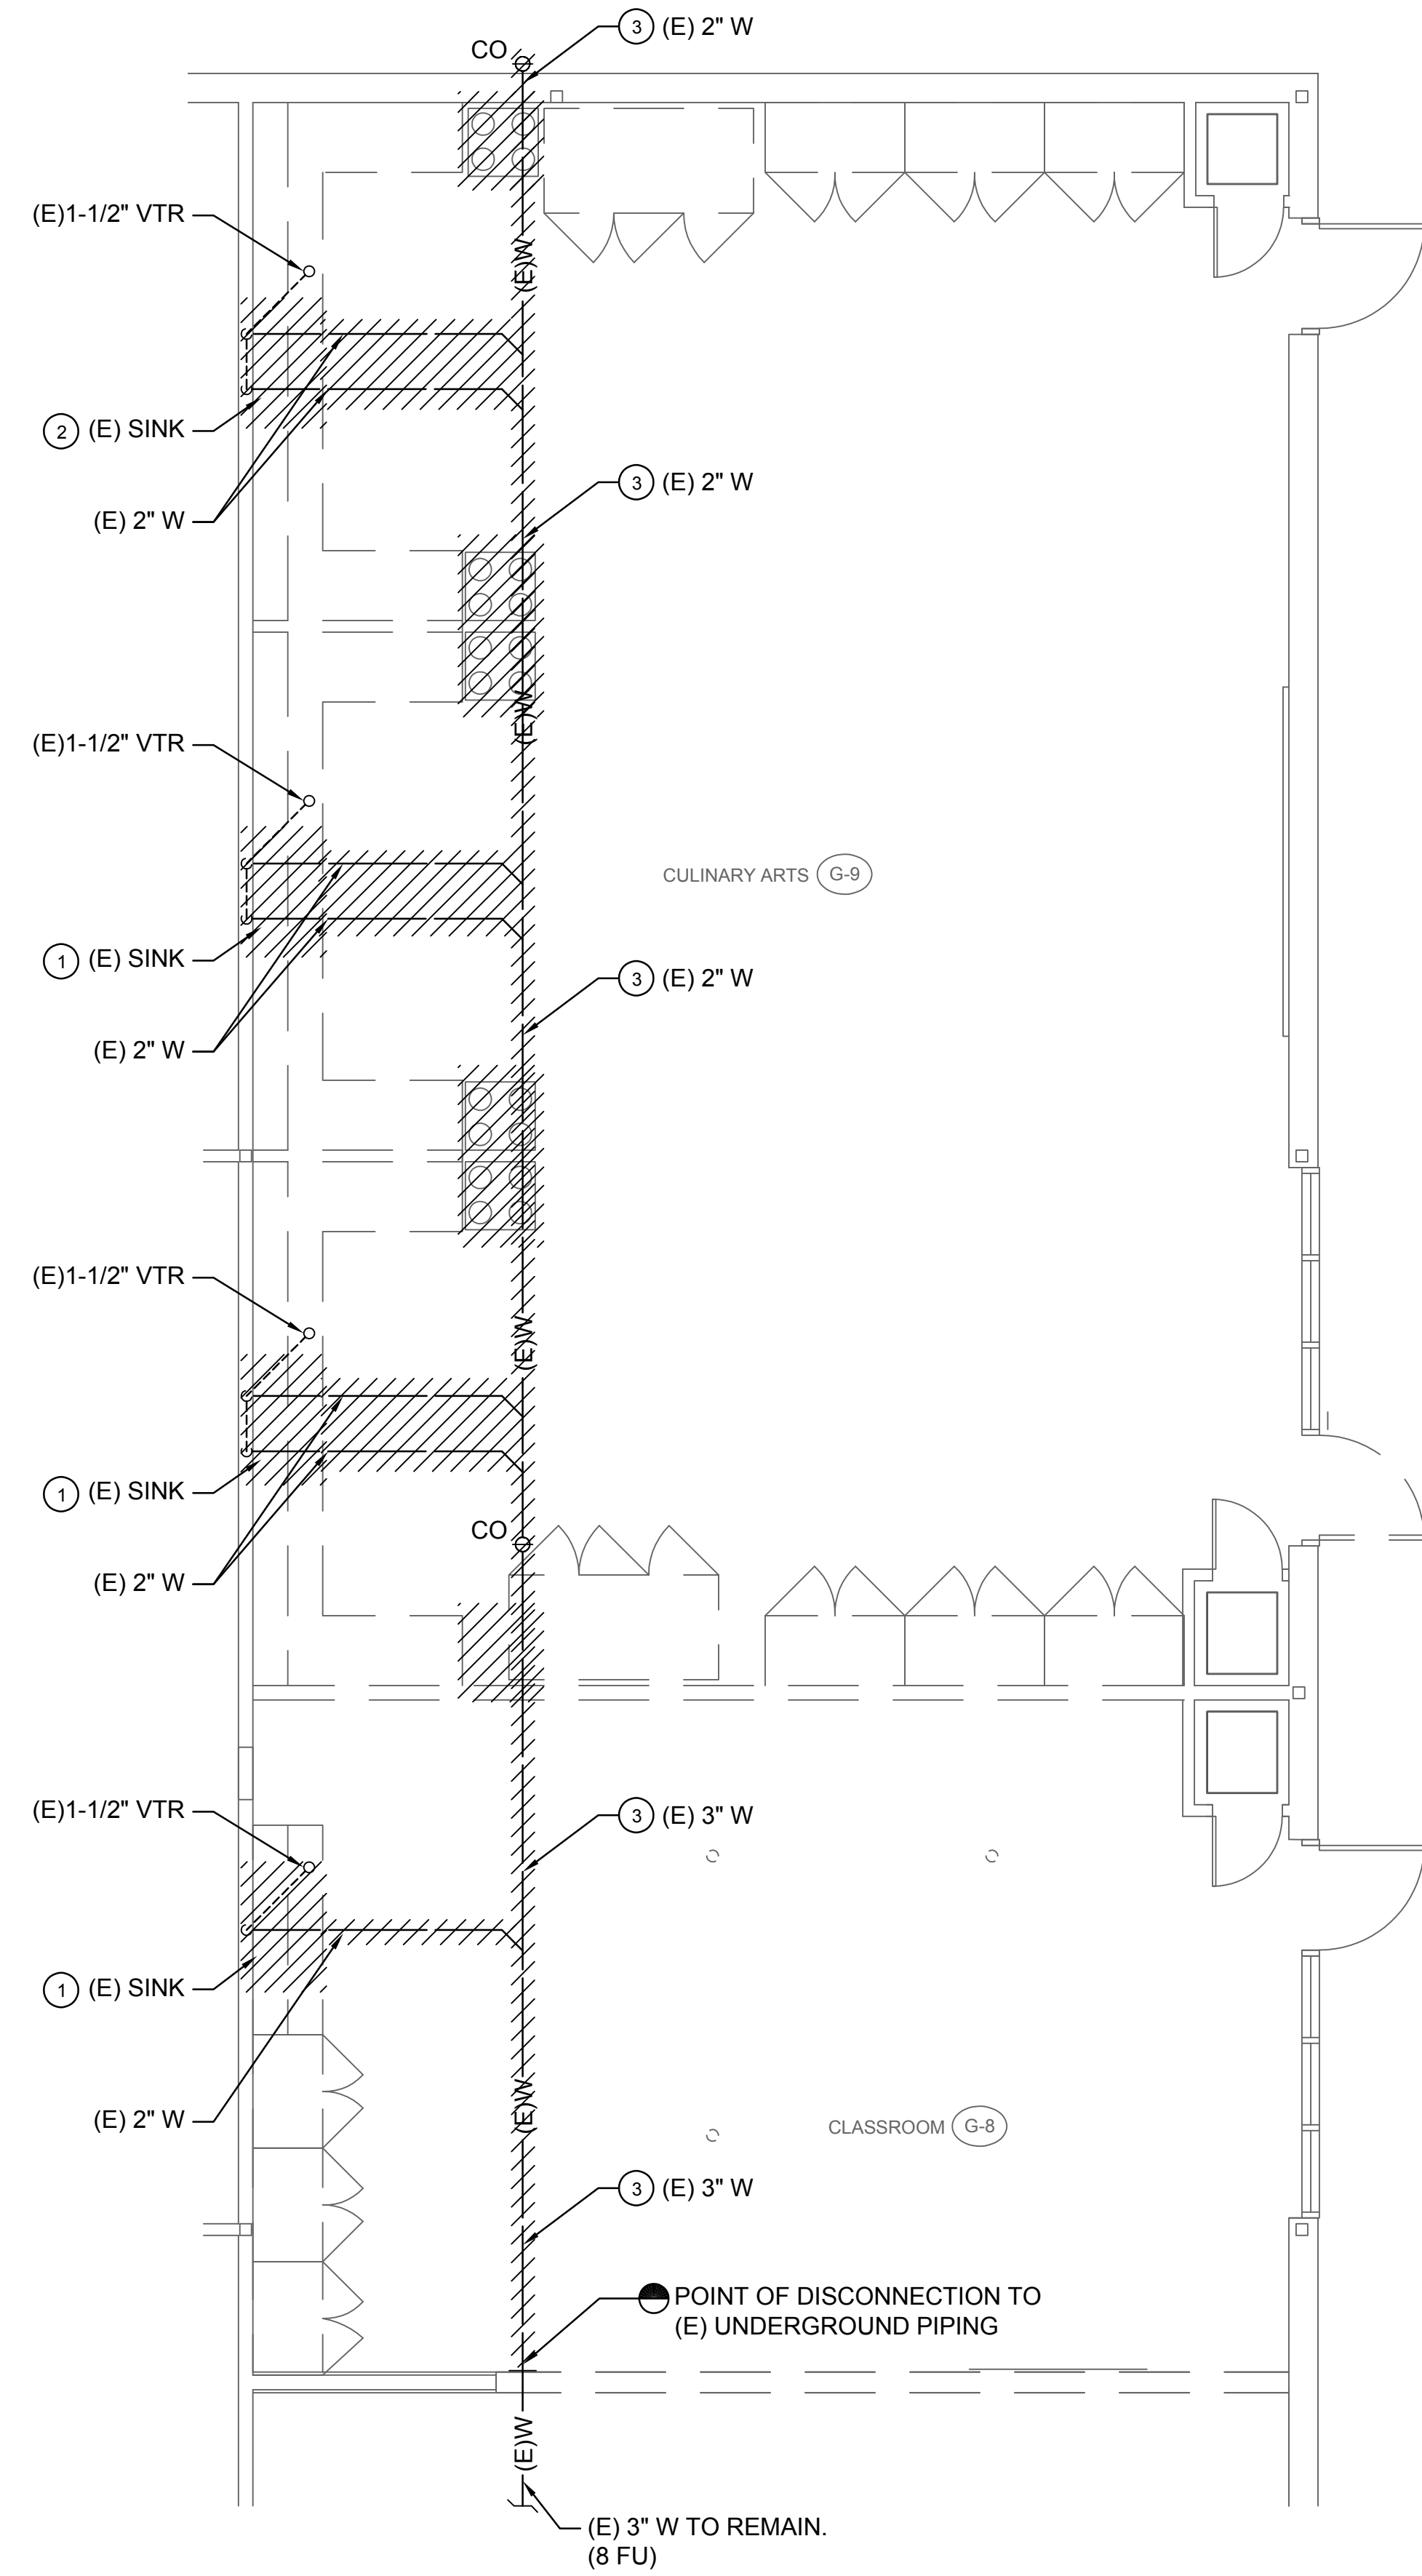 CO
3 (E) 2" W
(E)1-1/2" VTR
(E)W
2 (E) SINK
(E) 2" W
3 (E) 2" W
(E)W
(E)1-1/2" VTR
CULINARY ARTS G-9
1 (E) SINK
3 (E) 2" W
(E) 2" W
(E)1-1/2" VTR
(E)W
1 (E) SINK
CO
(E) 2" W
(E)1-1/2" VTR
3 (E) 3" W
1 (E) SINK
(E)W
(E) 2" W
CLASSROOM G-8
3 (E) 3" W
POINT OF DISCONNECTION TO
(E) UNDERGROUND PIPING
(E)W
(E) 3" W TO REMAIN.
(8 FU)